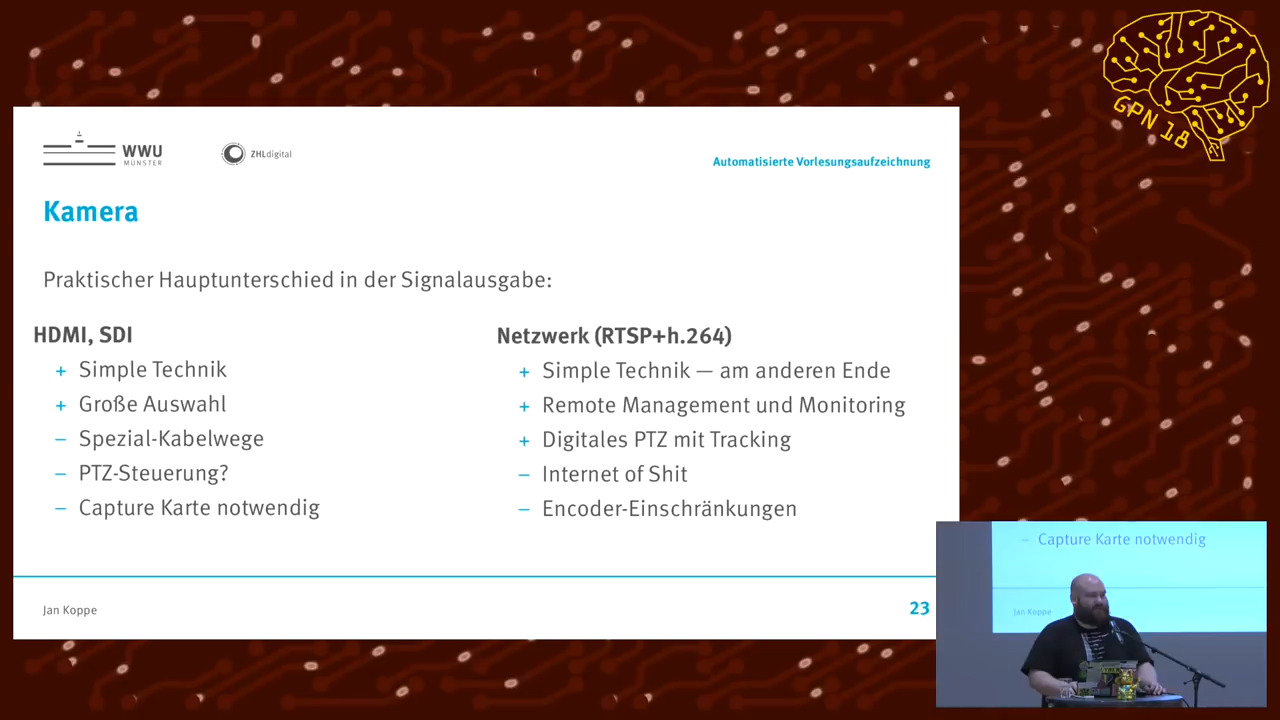 GPN 18
WWU
MÜNSTER
ZHLdigital
Automatisierte Vorlesungsaufzeichnung
Kamera
Praktischer Hauptunterschied in der Signalausgabe:
HDMI, SDI
+ Simple Technik
+ Große Auswahl
– Spezial-Kabelwege
– PTZ-Steuerung?
– Capture Karte notwendig
Netzwerk (RTSP+h.264)
+ Simple Technik — am anderen Ende
+ Remote Management und Monitoring
+ Digitales PTZ mit Tracking
– Internet of Shit
– Encoder-Einschränkungen
Jan Koppe
23
– Capture Karte notwendig
Jan Koppe